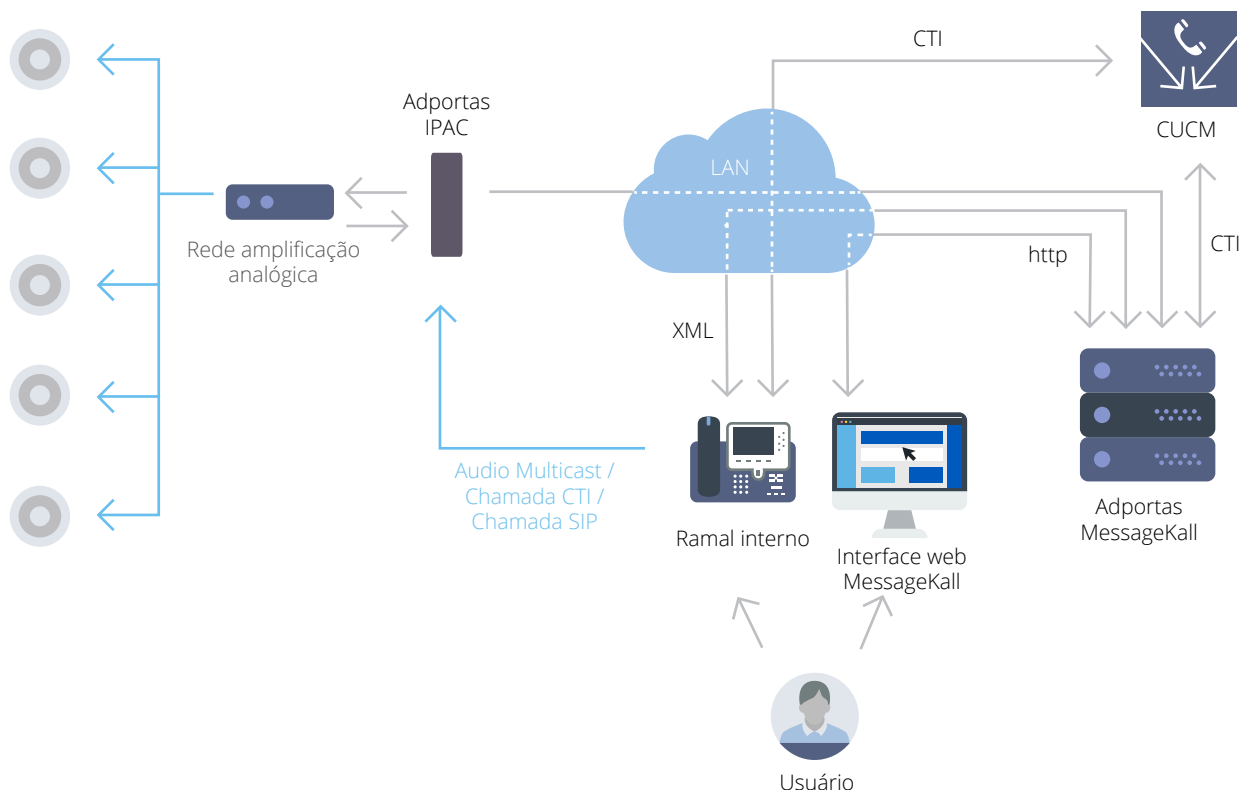 CTI
CUCM
Adportas
IPAC
LAN
Rede amplificação
analógica
http
CTI
XML
Audio Multicast /
Chamada CTI /
Chamada SIP
Ramal interno
Interface web
MessageKall
Adportas
MessageKall
Usuário